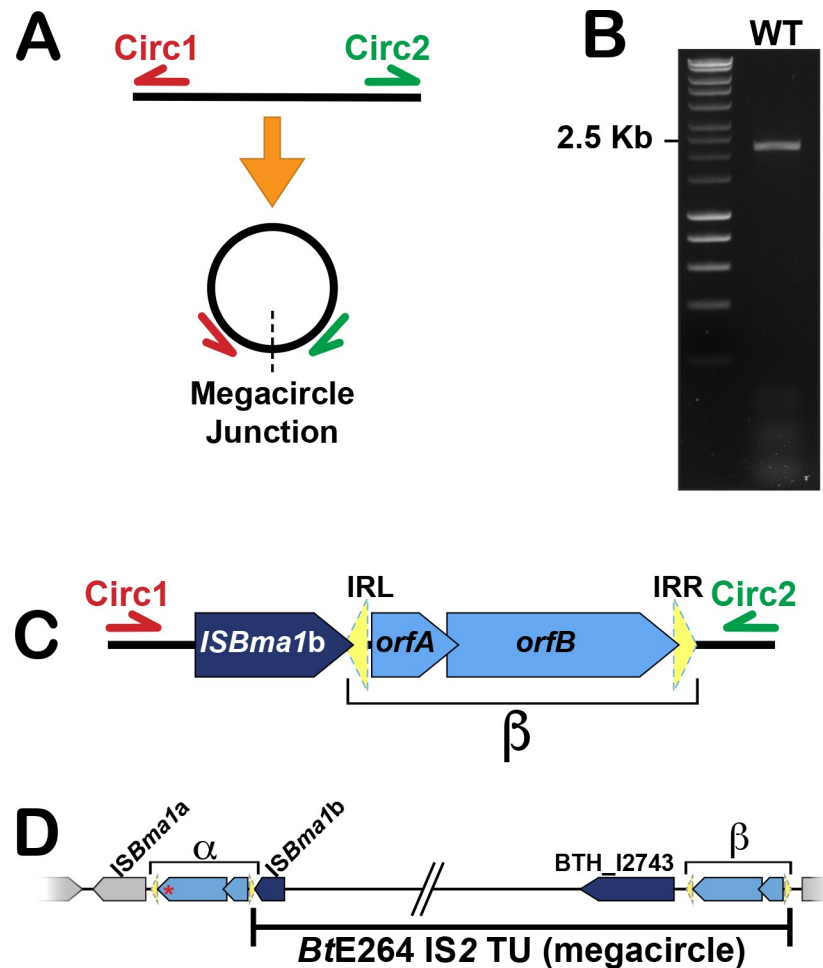 A
Circ1
Circ2
Megacircle
Junction
B
WT
2.5 Kb
C
Circ1
ISBma1b
IRL
orfA
orfB
IRR
Circ2
β
D
ISBma1a
α
ISBma1b
*
BTH_I2743
β
BtE264 IS2 TU (megacircle)